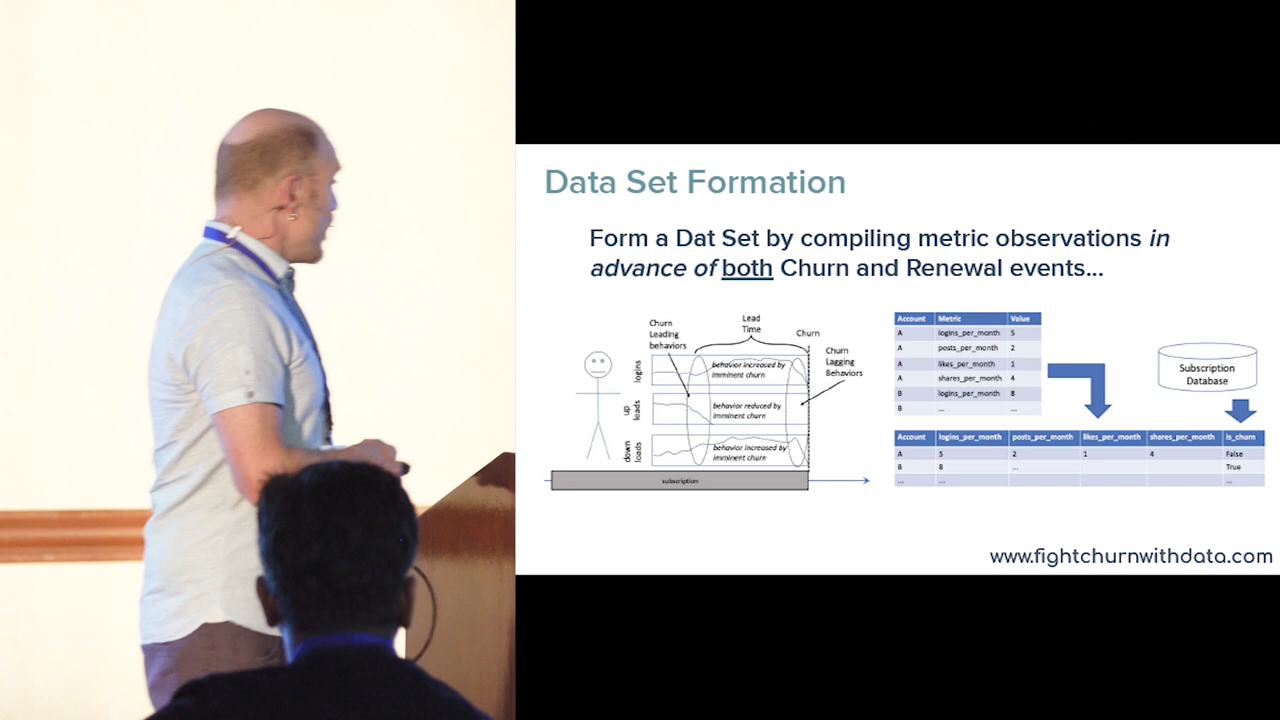 Data Set Formation
Form a Dat Set by compiling metric observations in
advance of both Churn and Renewal events...
Churn
Leading
behaviors
Lead
Time
Churn
Churn
Lagging
Behaviors
logins
behavior increased by
imminent churn
up
loads
behavior reduced by
imminent churn
down
loads
behavior increased by
imminent churn
subscription
Account Metric Value
A logins_per_month 5
A posts_per_month 2
A likes_per_month 1
A shares_per_month 4
B logins_per_month 8
B ... ...
Subscription
Database
Account logins_per_month posts_per_month likes_per_month shares_per_month is_churn
A 5 2 1 4 False
B 8 ... True
... ... ...
www.fightchurnwithdata.com